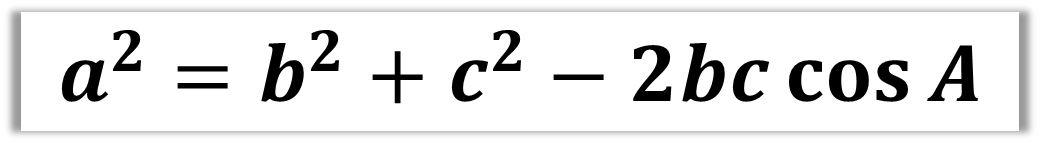 a² = b² + c² − 2bc cos A